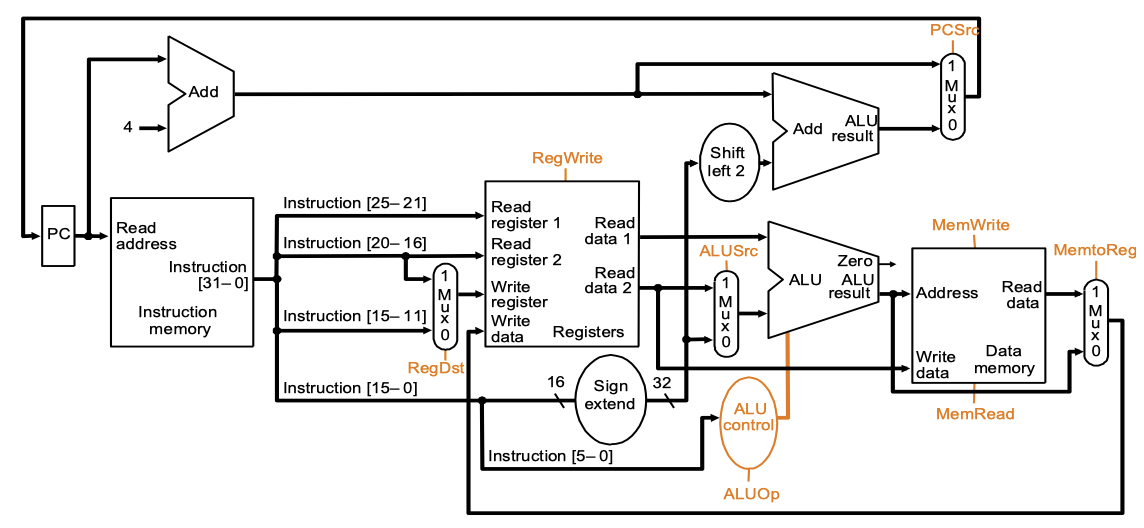 PCSrc
1
M
u
x
0
Add
4
Add
ALU
result
Shift
left 2
RegWrite
PC
Read
address
Instruction
[31–0]
Instruction
memory
Instruction [25–21]
Instruction [20–16]
Instruction [15–11]
Instruction [15–0]
1
M
u
x
0
RegDst
Read
register 1
Read
register 2
Write
register
Write
data
Read
data 1
Read
data 2
Registers
ALUSrc
1
M
u
x
0
Zero
ALU
ALU
result
MemWrite
Address
Read
data
Write
data
Data
memory
MemRead
MemtoReg
1
M
u
x
0
16
Sign
extend
32
ALU
control
Instruction [5–0]
ALUOp